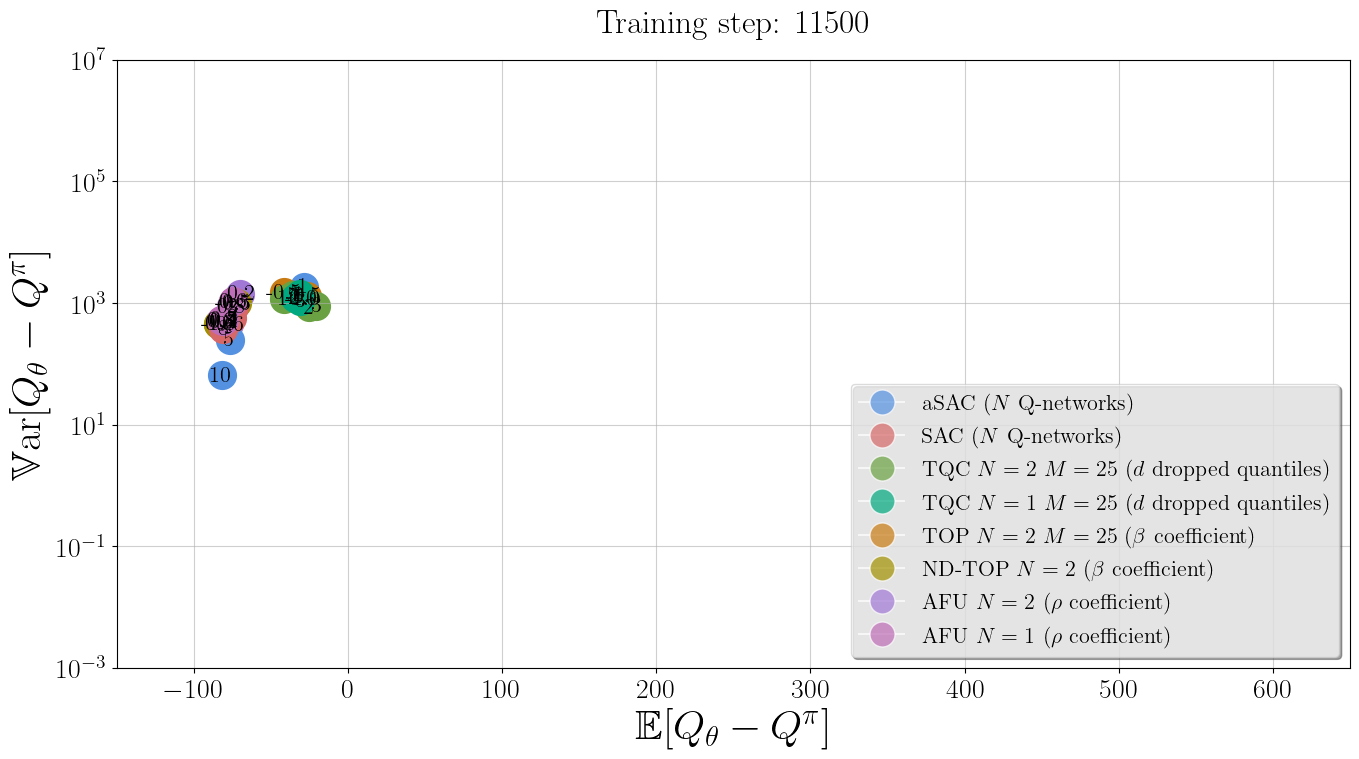 Training step: 11500
10^7
10^5
10^3
10^1
10^−1
10^−3
𝕍ar[Q_θ − Q^π]
5
10
aSAC (N Q-networks)
SAC (N Q-networks)
TQC N = 2 M = 25 (d dropped quantiles)
TQC N = 1 M = 25 (d dropped quantiles)
TOP N = 2 M = 25 (β coefficient)
ND-TOP N = 2 (β coefficient)
AFU N = 2 (ρ coefficient)
AFU N = 1 (ρ coefficient)
−100 0 100 200 300 400 500 600
𝔼[Q_θ − Q^π]